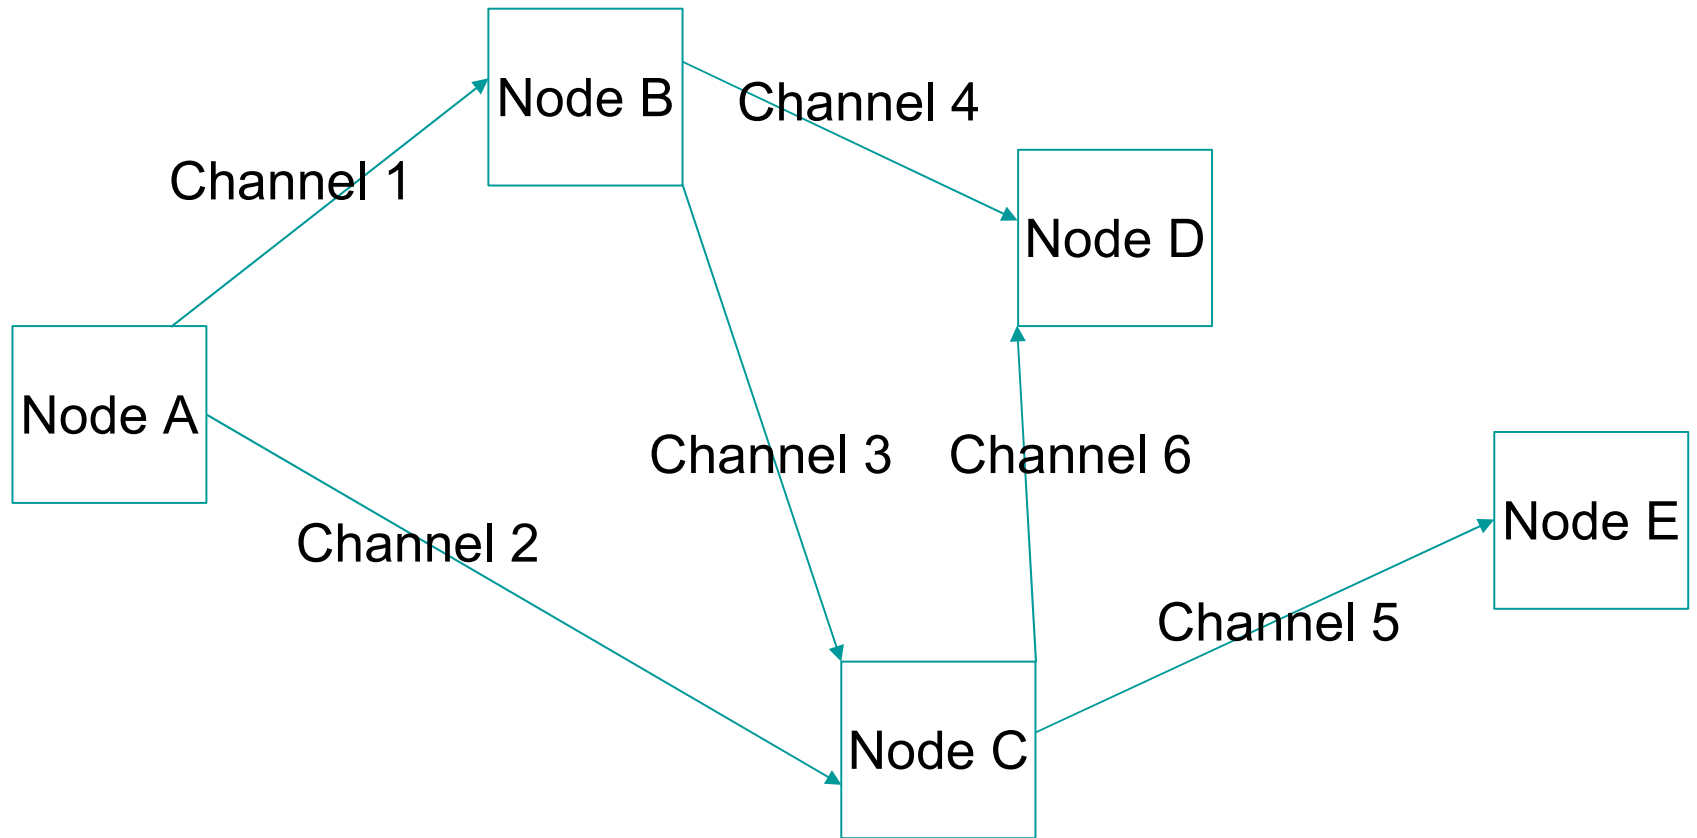 Node B
Channel 4
Channel 1
Node D
Node A
Channel 3
Channel 6
Node E
Channel 2
Channel 5
Node C